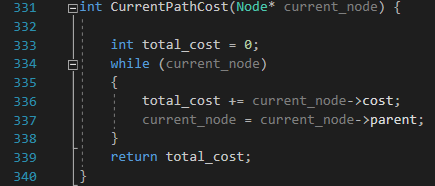 331 int CurrentPathCost(Node* current_node) {
332
333 int total_cost = 0;
334 while (current_node)
335 {
336 total_cost += current_node->cost;
337 current_node = current_node->parent;
338 }
339 return total_cost;
340 }